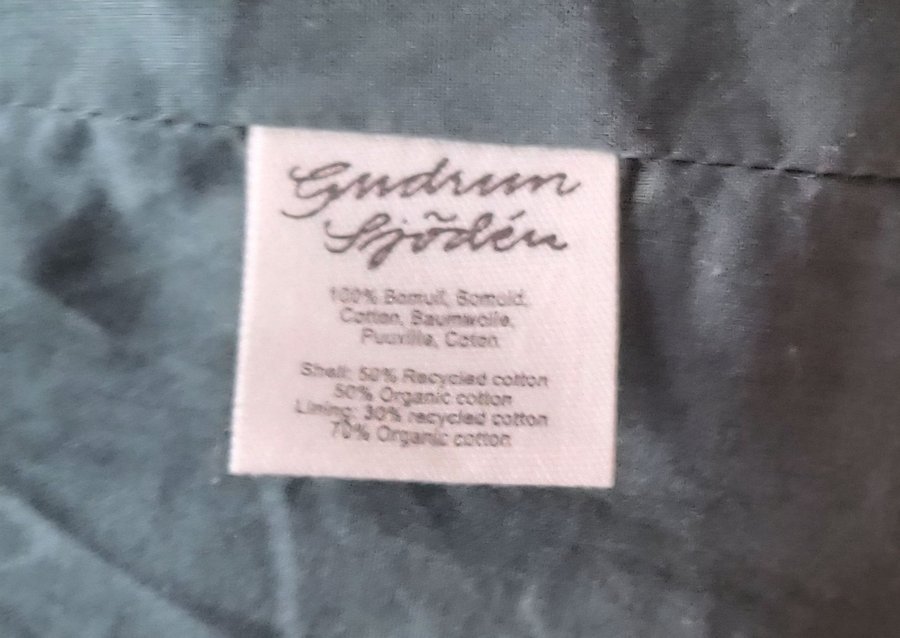 Gudrun
Sjödén
100% Bomull, Bomuld,
Cotton, Baumwolle,
Puuvilla, Coton
Shell: 50% Recycled cotton
50% Organic cotton
Lining: 30% recycled cotton
70% Organic cotton